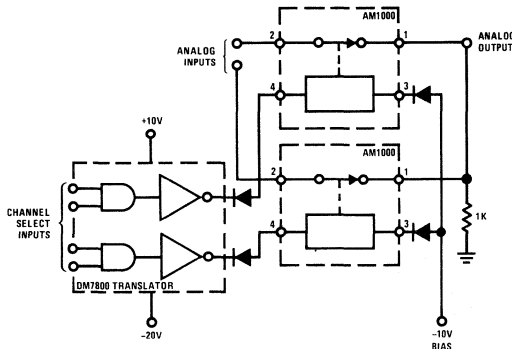 AM1000
ANALOG
INPUTS
2
1
ANALOG
OUTPUT
4
3
+10V
AM1000
2
1
CHANNEL
SELECT
INPUTS
4
3
1K
DM7800 TRANSLATOR
-20V
-10V
BIAS